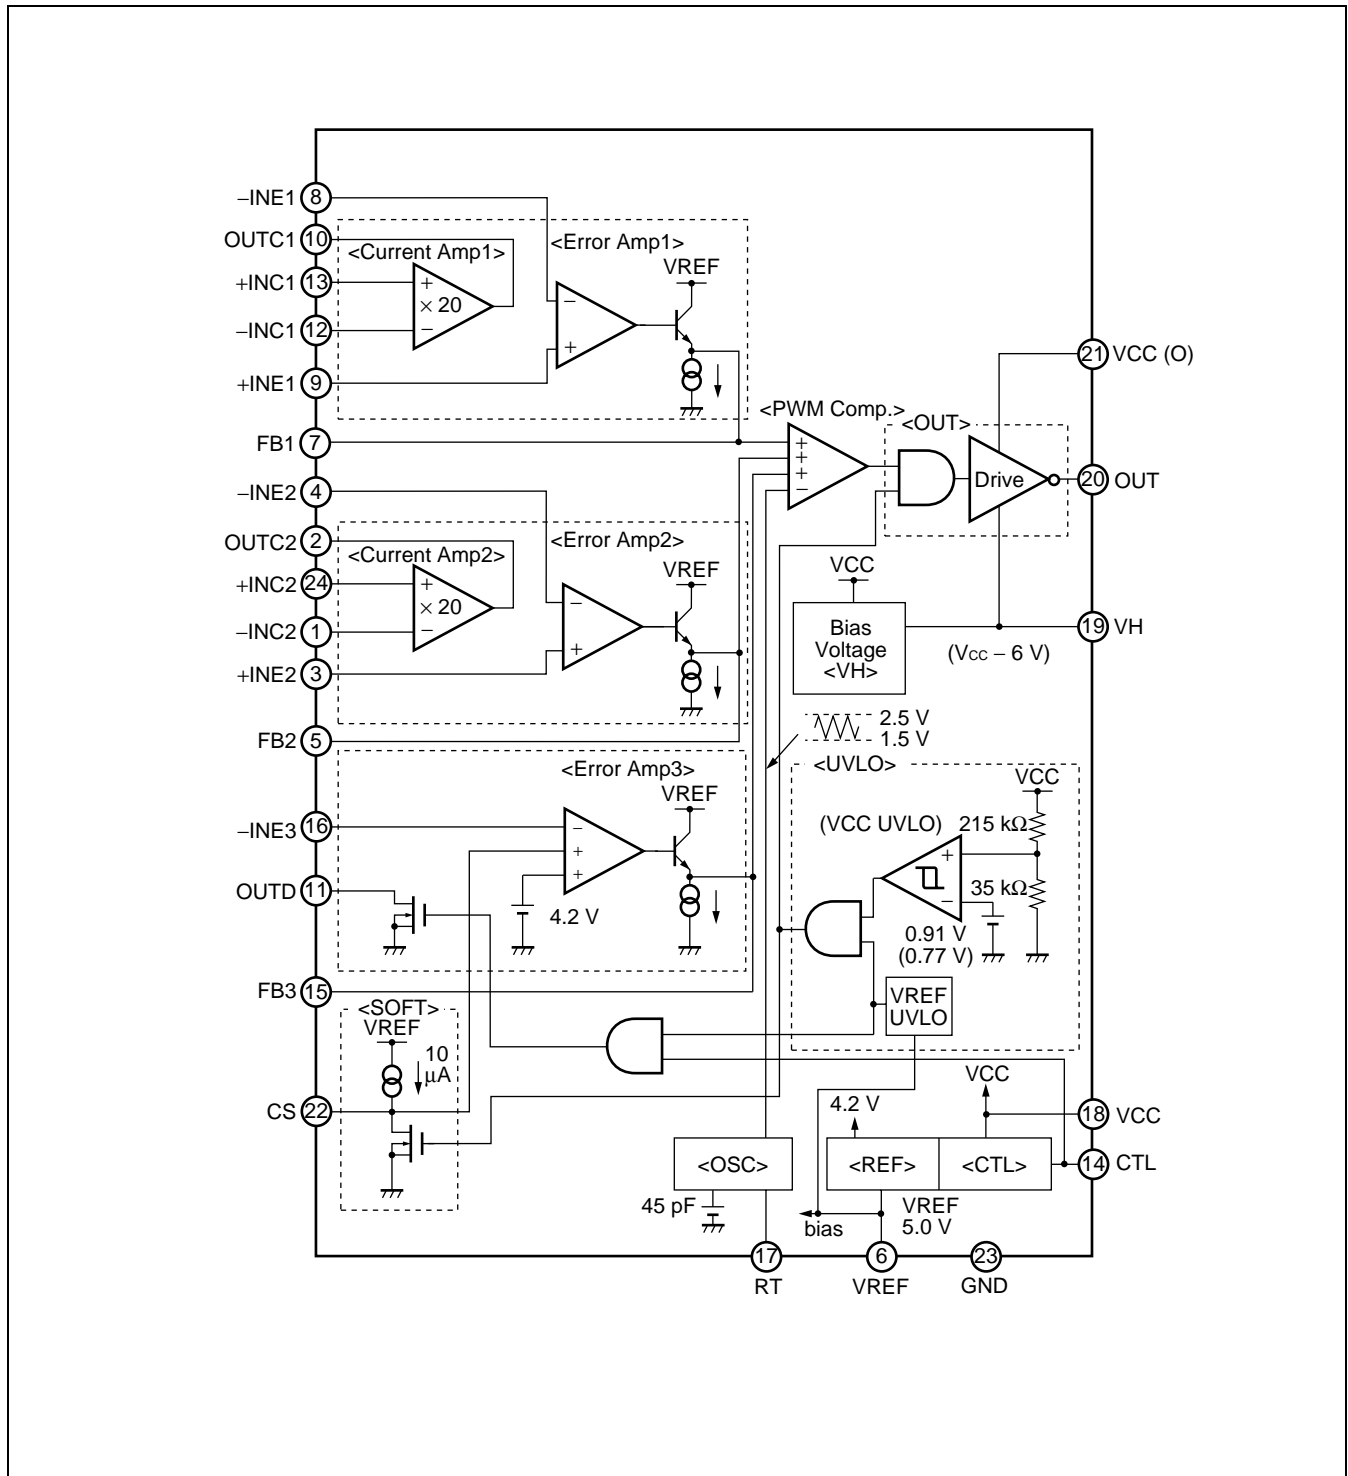 −INE1 8
OUTC1 10
<Current Amp1>
<Error Amp1>
VREF
+INC1 13
+
× 20
−
−INC1 12
−
+
+INE1 9
FB1 7
<PWM Comp.>
+
+
+
−
<OUT>
Drive
21 VCC (O)
20 OUT
−INE2 4
OUTC2 2
<Current Amp2>
<Error Amp2>
VREF
+INC2 24
+
× 20
−
−INC2 1
−
+
+INE2 3
FB2 5
VCC
Bias
Voltage
<VH>
19 VH
(VCC − 6 V)
2.5 V
1.5 V
<Error Amp3>
VREF
−INE3 16
−
+
+
4.2 V
OUTD 11
FB3 15
<UVLO>
VCC
(VCC UVLO)
215 kΩ
+
−
35 kΩ
0.91 V
(0.77 V)
VREF
UVLO
<SOFT>
VREF
10
μA
CS 22
4.2 V
VCC
18 VCC
14 CTL
<OSC>
<REF>
<CTL>
45 pF
bias
VREF
5.0 V
17
RT
6
VREF
23
GND